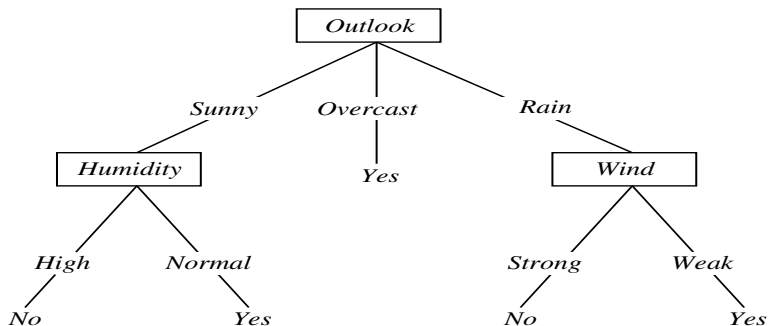 Outlook
Sunny Overcast Rain
Humidity Yes Wind
High Normal Strong Weak
No Yes No Yes